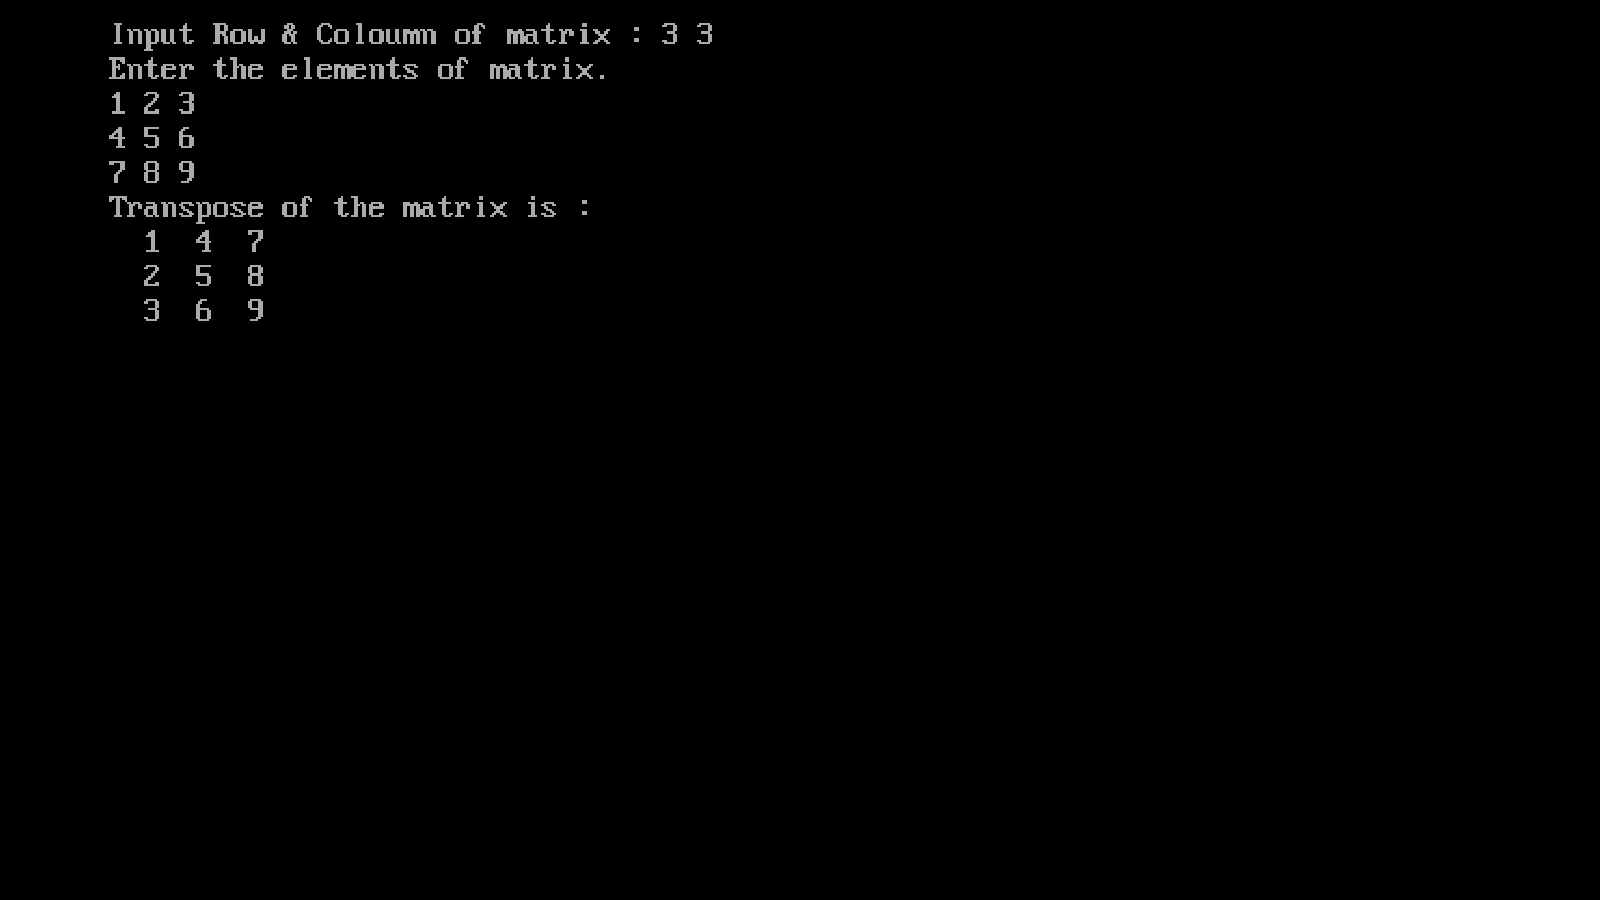 Input Row & Coloumn of matrix : 3 3
Enter the elements of matrix.
1 2 3
4 5 6
7 8 9
Transpose of the matrix is :
1 4 7
2 5 8
3 6 9